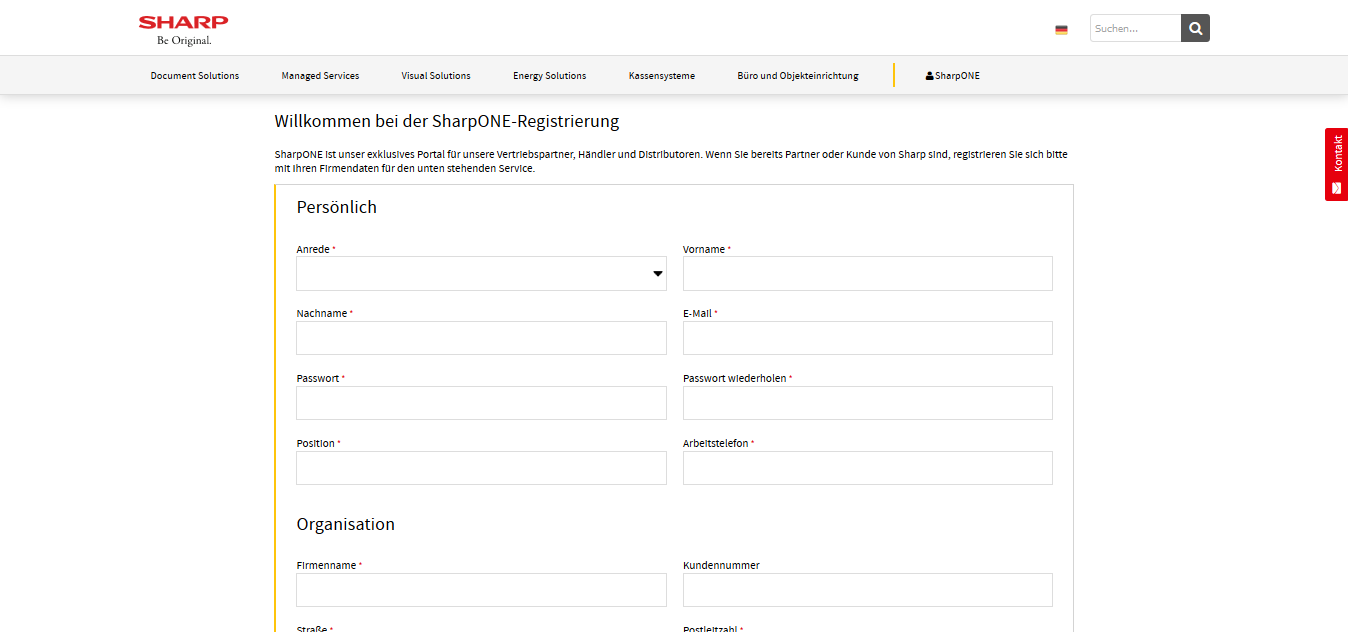 SHARP
Be Original.
Suchen...
Document Solutions
Managed Services
Visual Solutions
Energy Solutions
Kassensysteme
Büro und Objekteinrichtung
SharpONE
Kontakt
Willkommen bei der SharpONE-Registrierung
SharpONE ist unser exklusives Portal für unsere Vertriebspartner, Händler und Distributoren. Wenn Sie bereits Partner oder Kunde von Sharp sind, registrieren Sie sich bitte
mit Ihren Firmendaten für den unten stehenden Service.
Persönlich
Anrede *
Vorname *
Nachname *
E-Mail *
Passwort *
Passwort wiederholen *
Position *
Arbeitstelefon *
Organisation
Firmenname *
Kundennummer
Straße *
Postleitzahl *